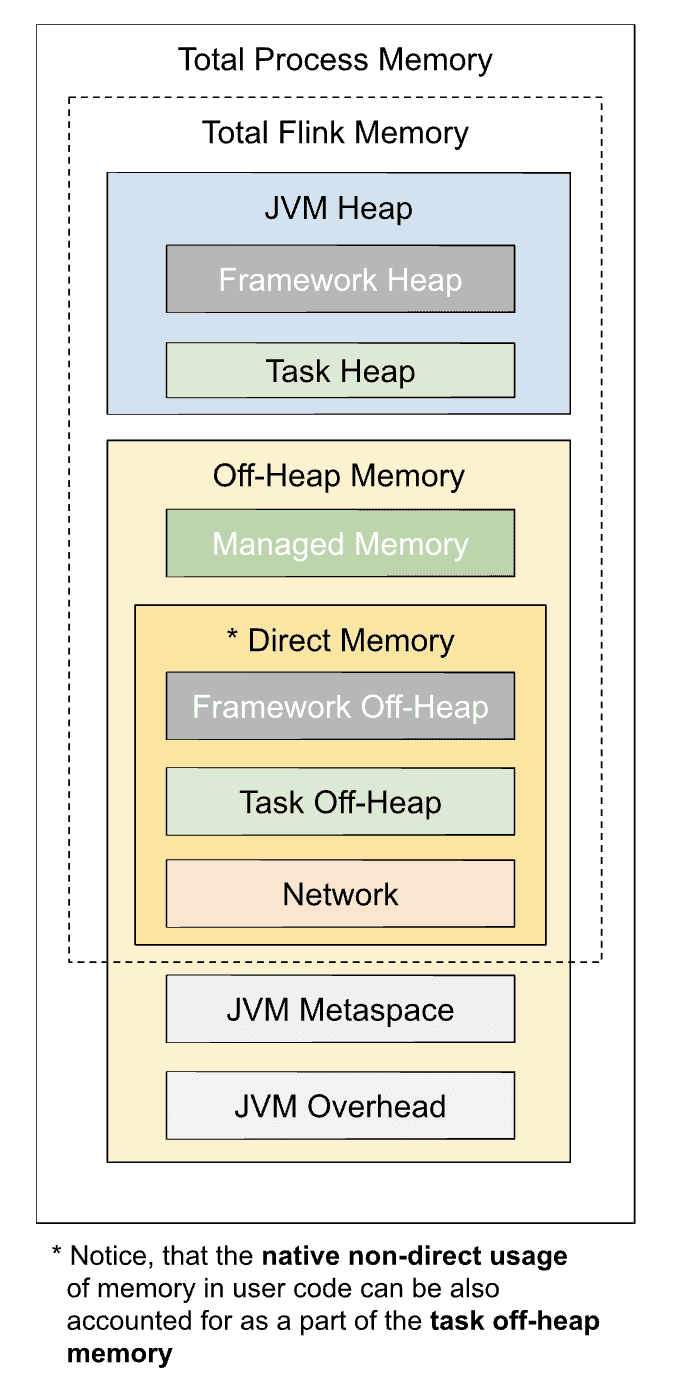 Total Process Memory
Total Flink Memory
JVM Heap
Framework Heap
Task Heap
Off-Heap Memory
Managed Memory
* Direct Memory
Framework Off-Heap
Task Off-Heap
Network
JVM Metaspace
JVM Overhead
* Notice, that the native non-direct usage
of memory in user code can be also
accounted for as a part of the task off-heap
memory